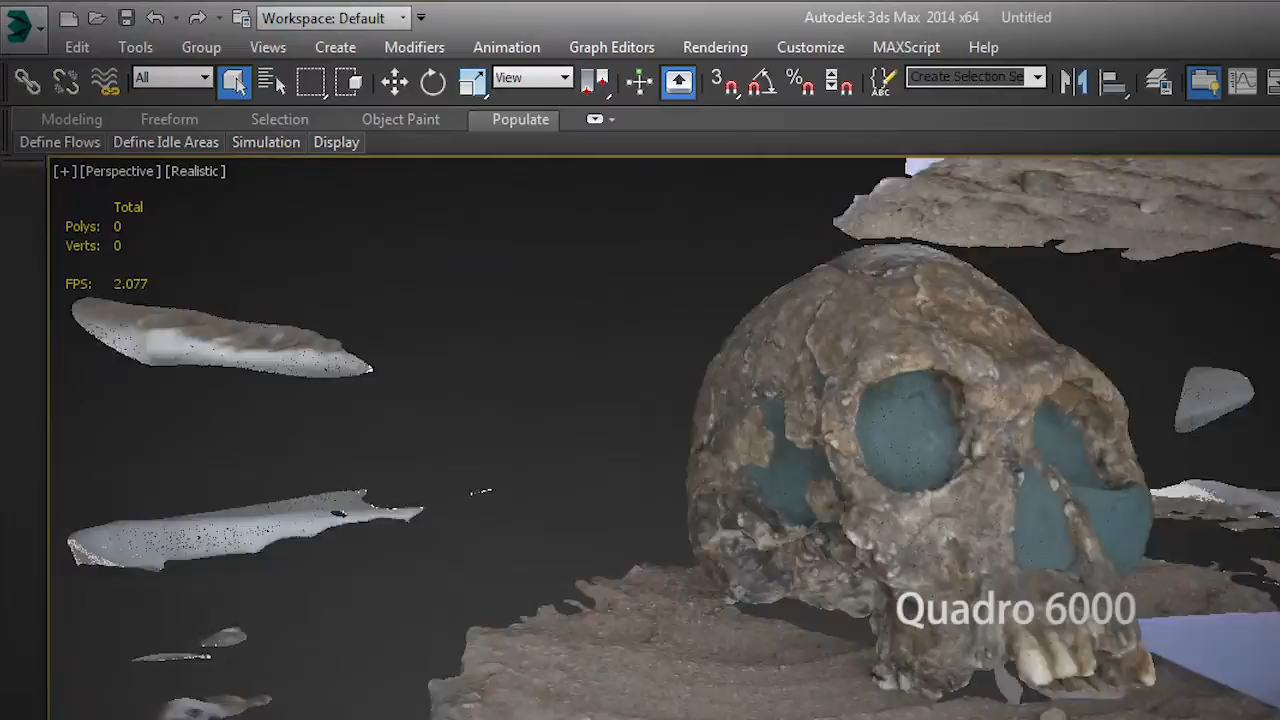 Workspace: Default
Autodesk 3ds Max 2014 x64 Untitled
Edit Tools Group Views Create Modifiers Animation Graph Editors Rendering Customize MAXScript Help
All View 3 % ABC Create Selection Se
Modeling Freeform Selection Object Paint Populate
Define Flows Define Idle Areas Simulation Display
[+] [Perspective ] [Realistic ]
Total
Polys: 0
Verts: 0
FPS: 2.077
Quadro 6000